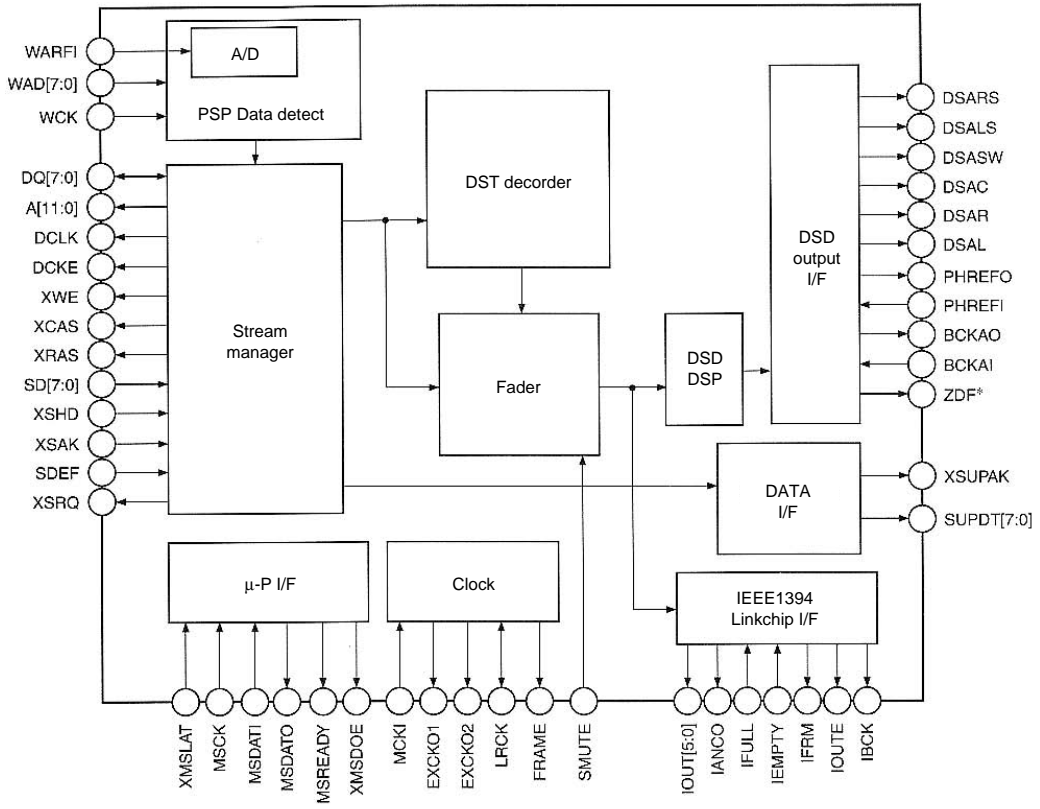 WARFI
WAD[7:0]
WCK
DQ[7:0]
A[11:0]
DCLK
DCKE
XWE
XCAS
XRAS
SD[7:0]
XSHD
XSAK
SDEF
XSRQ
A/D
PSP Data detect
Stream
manager
DST decorder
Fader
DSD
DSP
DSD
output
I/F
DATA
I/F
μ-P I/F
Clock
IEEE1394
Linkchip I/F
DSARS
DSALS
DSASW
DSAC
DSAR
DSAL
PHREFO
PHREFI
BCKAO
BCKAI
ZDF*
XSUPAK
SUPDT[7:0]
XMSLAT
MSCK
MSDATI
MSDATO
MSREADY
XMSDOE
MCKI
EXCKO1
EXCKO2
LRCK
FRAME
SMUTE
IOUT[5:0]
IANCO
IFULL
IEMPTY
IFRM
IOUTE
IBCK